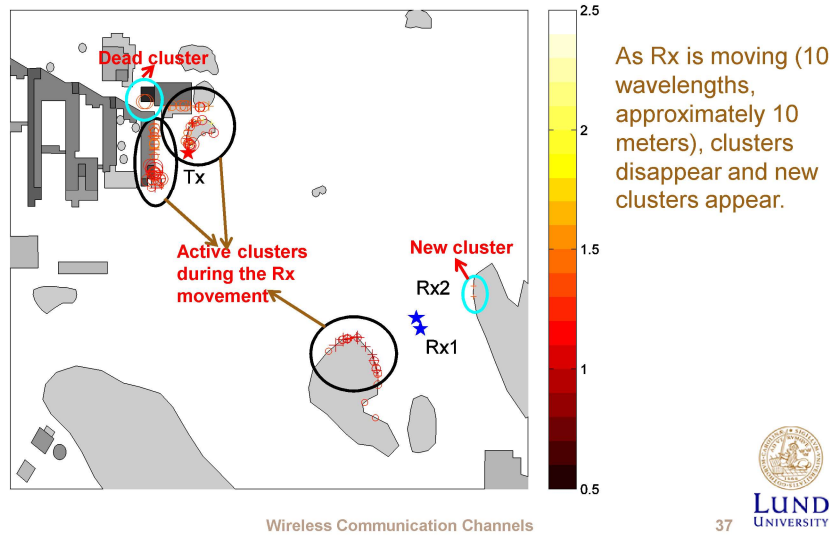 Dead cluster
Tx
Active clusters
during the Rx
movement
New cluster
Rx2
Rx1
2.5
2
1.5
1
0.5
As Rx is moving (10
wavelengths,
approximately 10
meters), clusters
disappear and new
clusters appear.
LUND
UNIVERSITY
Wireless Communication Channels
37